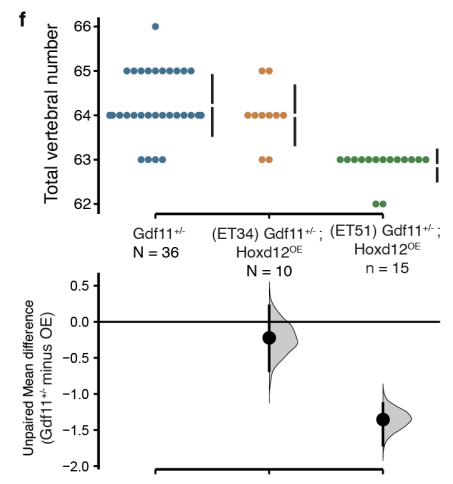 f
Total vertebral number
66
65
64
63
62
Gdf11+/-
N = 36
(ET34) Gdf11+/- ;
Hoxd12OE
N = 10
(ET51) Gdf11+/- ;
Hoxd12OE
n = 15
Unpaired Mean difference
(Gdf11+/- minus OE)
0.5
0.0
−0.5
−1.0
−1.5
−2.0